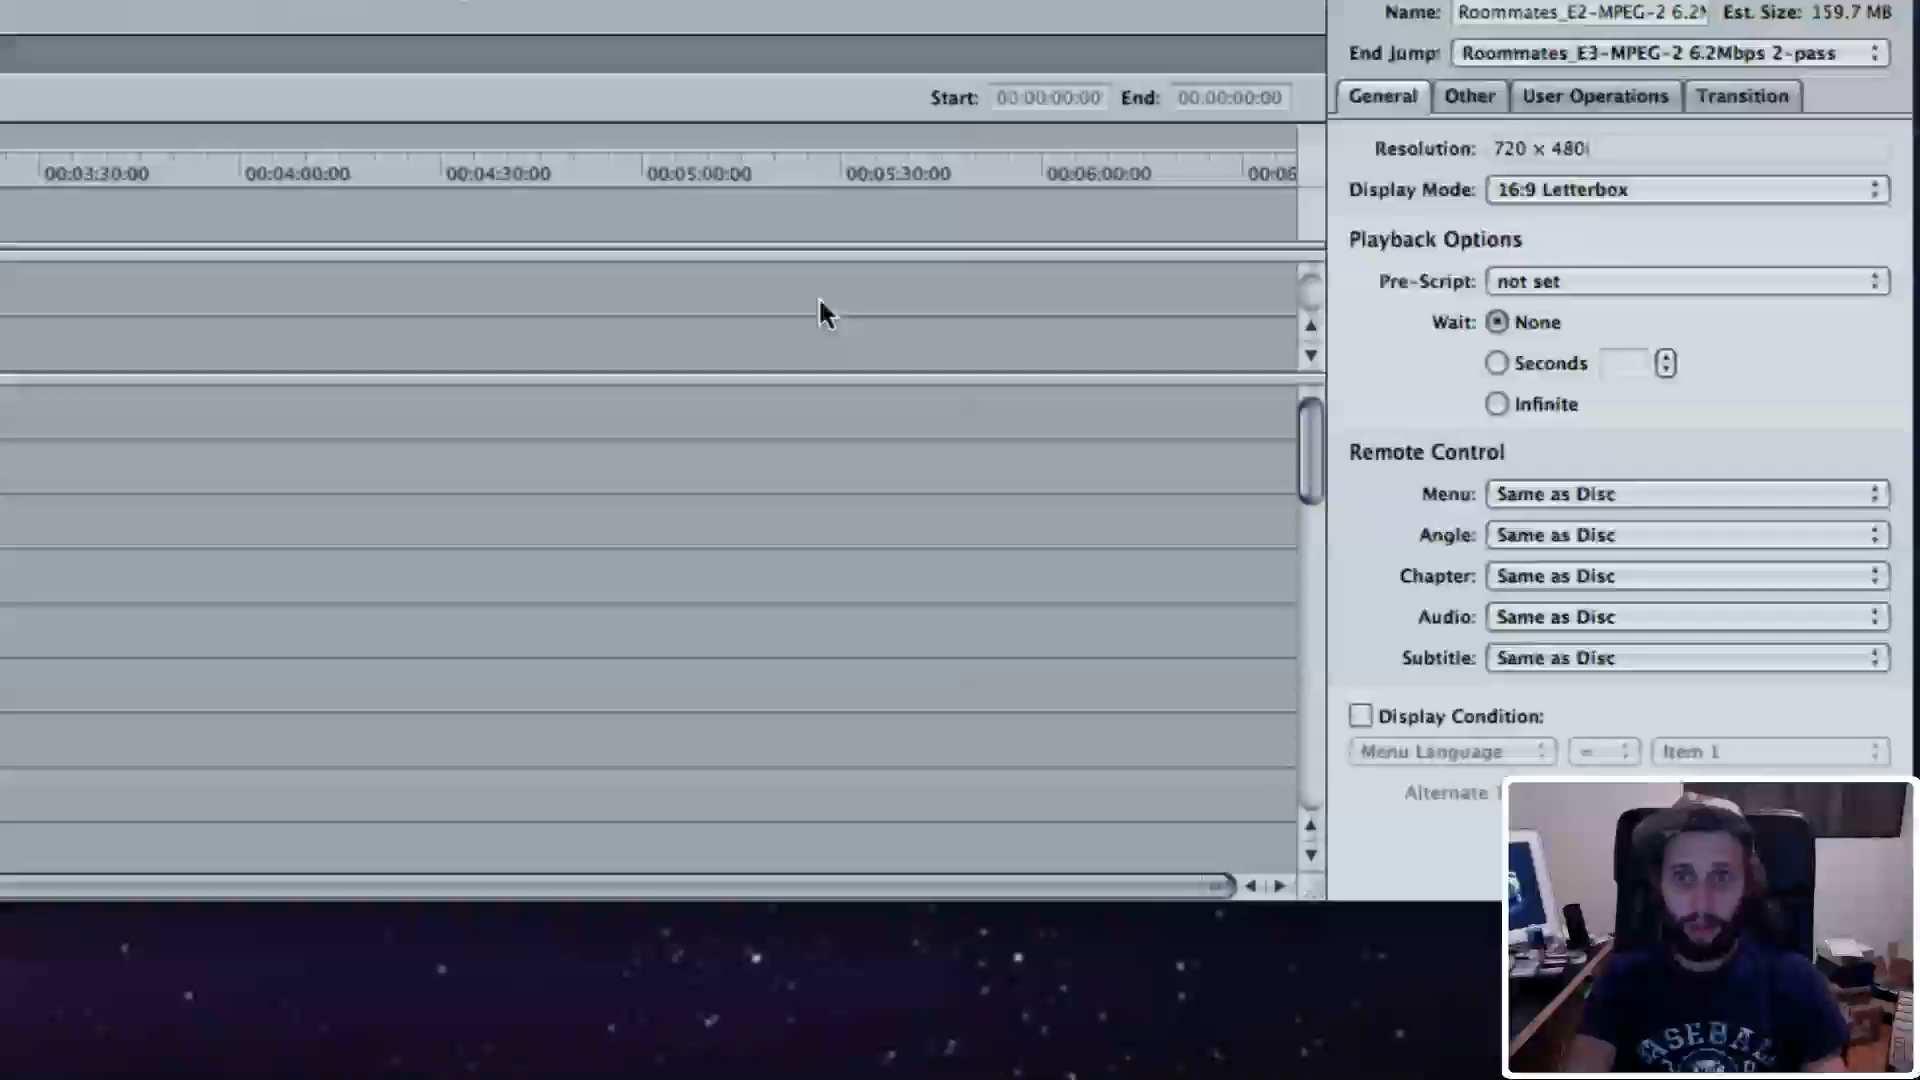 Name: Roommates_E2-MPEG-2 6.2 Est. Size: 159.7 MB
End Jump: Roommates_E3-MPEG-2 6.2Mbps 2-pass
Start: 00:00:00:00 End: 00:00:00:00
General Other User Operations Transition
Resolution: 720 x 480i
00:03:30:00 00:04:00:00 00:04:30:00 00:05:00:00 00:05:30:00 00:06:00:00 00:06
Display Mode: 16:9 Letterbox
Playback Options
Pre-Script: not set
Wait: None
Seconds
Infinite
Remote Control
Menu: Same as Disc
Angle: Same as Disc
Chapter: Same as Disc
Audio: Same as Disc
Subtitle: Same as Disc
Display Condition:
Menu Language = Item 1
Alternate
ASEBAL